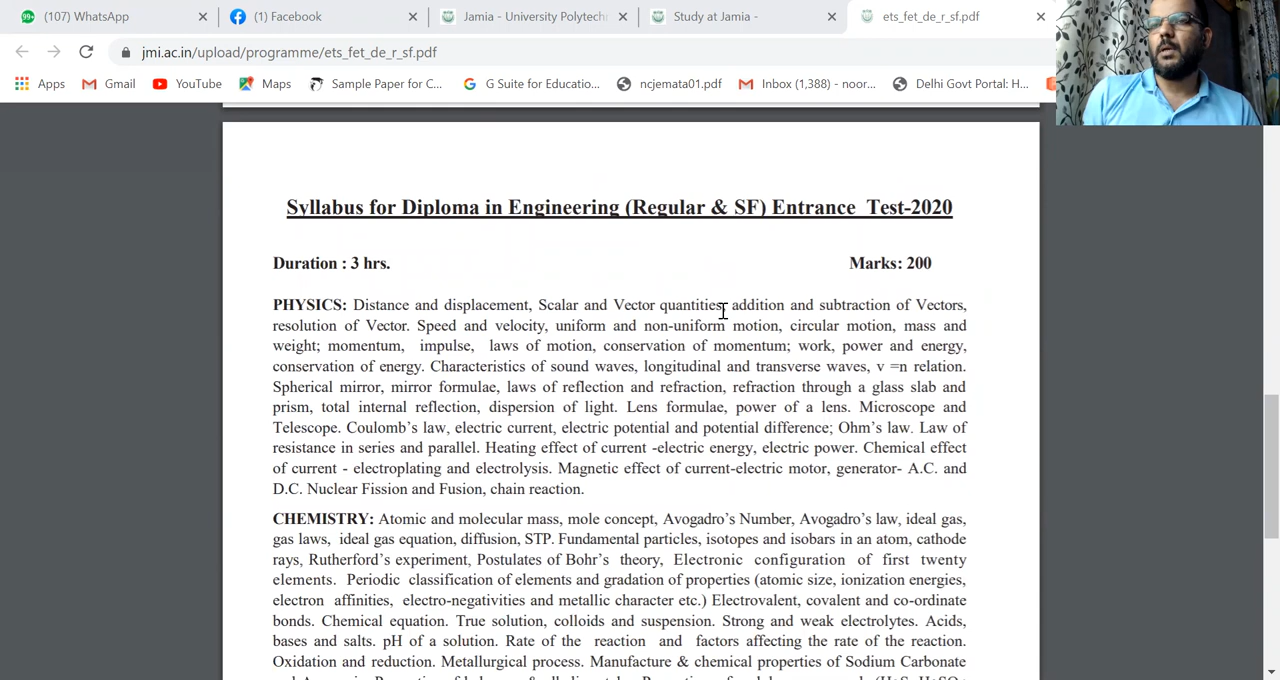 99+ (107) WhatsApp
(1) Facebook
Jamia - University Polytechn
Study at Jamia -
ets_fet_de_r_sf.pdf
jmi.ac.in/upload/programme/ets_fet_de_r_sf.pdf
Apps
Gmail
YouTube
Maps
Sample Paper for C...
G Suite for Educatio...
ncjemata01.pdf
Inbox (1,388) - noor...
Delhi Govt Portal: H...
Syllabus for Diploma in Engineering (Regular & SF) Entrance Test-2020
Duration : 3 hrs.
Marks: 200
PHYSICS: Distance and displacement, Scalar and Vector quantities, addition and subtraction of Vectors,
resolution of Vector. Speed and velocity, uniform and non-uniform motion, circular motion, mass and
weight; momentum, impulse, laws of motion, conservation of momentum; work, power and energy,
conservation of energy. Characteristics of sound waves, longitudinal and transverse waves, v =n relation.
Spherical mirror, mirror formulae, laws of reflection and refraction, refraction through a glass slab and
prism, total internal reflection, dispersion of light. Lens formulae, power of a lens. Microscope and
Telescope. Coulomb's law, electric current, electric potential and potential difference; Ohm's law. Law of
resistance in series and parallel. Heating effect of current -electric energy, electric power. Chemical effect
of current - electroplating and electrolysis. Magnetic effect of current-electric motor, generator- A.C. and
D.C. Nuclear Fission and Fusion, chain reaction.
CHEMISTRY: Atomic and molecular mass, mole concept, Avogadro's Number, Avogadro's law, ideal gas,
gas laws, ideal gas equation, diffusion, STP. Fundamental particles, isotopes and isobars in an atom, cathode
rays, Rutherford's experiment, Postulates of Bohr's theory, Electronic configuration of first twenty
elements. Periodic classification of elements and gradation of properties (atomic size, ionization energies,
electron affinities, electro-negativities and metallic character etc.) Electrovalent, covalent and co-ordinate
bonds. Chemical equation. True solution, colloids and suspension. Strong and weak electrolytes. Acids,
bases and salts. pH of a solution. Rate of the reaction and factors affecting the rate of the reaction.
Oxidation and reduction. Metallurgical process. Manufacture & chemical properties of Sodium Carbonate